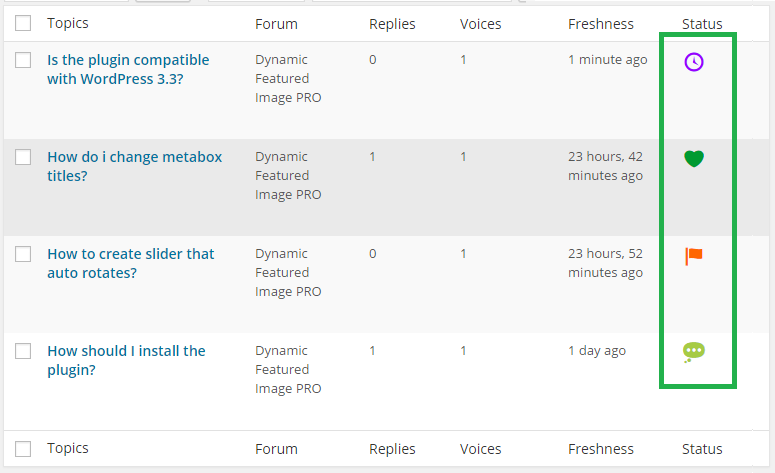 Topics Forum Replies Voices Freshness Status
Is the plugin compatible Dynamic 0 1 1 minute ago
with WordPress 3.3? Featured
Image PRO
How do i change metabox Dynamic 1 1 23 hours, 42
titles? Featured minutes ago
Image PRO
How to create slider that Dynamic 0 1 23 hours, 52
auto rotates? Featured minutes ago
Image PRO
How should I install the Dynamic 1 1 1 day ago
plugin? Featured
Image PRO
Topics Forum Replies Voices Freshness Status